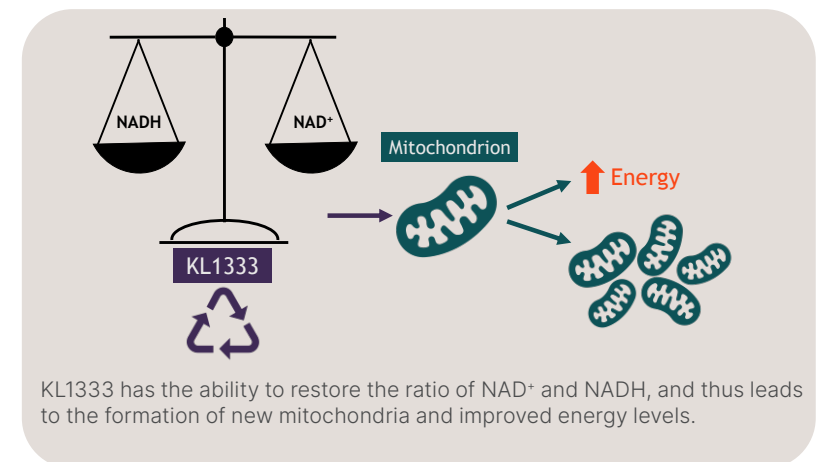 NADH
NAD⁺
Mitochondrion
Energy
KL1333
KL1333 has the ability to restore the ratio of NAD⁺ and NADH, and thus leads
to the formation of new mitochondria and improved energy levels.